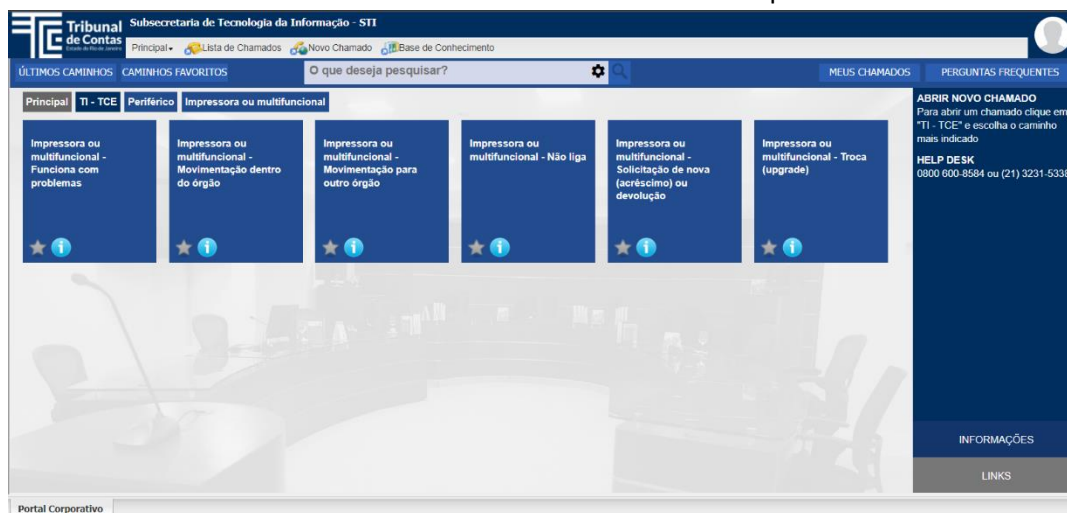 Tribunal
de Contas
Estado do Rio de Janeiro
Subsecretaria de Tecnologia da Informação - STI
Principal Lista de Chamados Novo Chamado Base de Conhecimento
ÚLTIMOS CAMINHOS CAMINHOS FAVORITOS O que deseja pesquisar? MEUS CHAMADOS PERGUNTAS FREQUENTES
Principal TI - TCE Periférico Impressora ou multifuncional
Impressora ou
multifuncional -
Funciona com
problemas
Impressora ou
multifuncional -
Movimentação dentro
do órgão
Impressora ou
multifuncional -
Movimentação para
outro órgão
Impressora ou
multifuncional - Não liga
Impressora ou
multifuncional -
Solicitação de nova
(acréscimo) ou
devolução
Impressora ou
multifuncional - Troca
(upgrade)
ABRIR NOVO CHAMADO
Para abrir um chamado clique em
"TI - TCE" e escolha o caminho
mais indicado
HELP DESK
0800 600-8584 ou (21) 3231-5338
INFORMAÇÕES
LINKS
Portal Corporativo